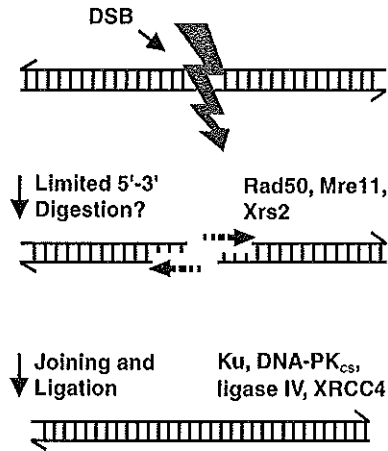 DSB
Limited 5'-3'
Digestion?
Rad50, Mre11,
Xrs2
Joining and
Ligation
Ku, DNA-PKcs,
ligase IV, XRCC4